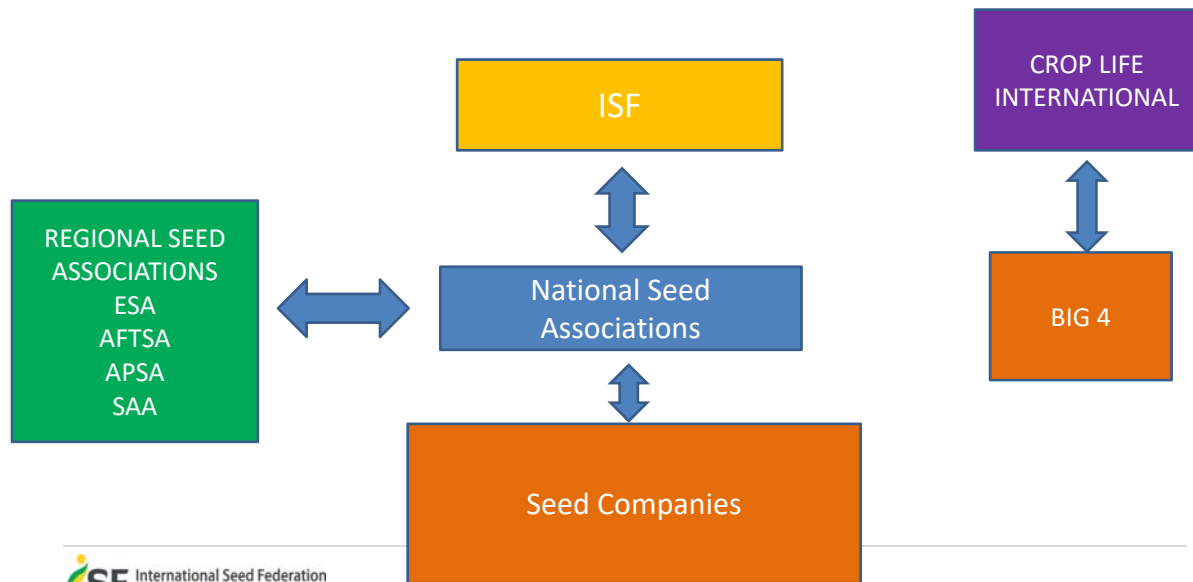 ISF
CROP LIFE
INTERNATIONAL
REGIONAL SEED
ASSOCIATIONS
ESA
AFTSA
APSA
SAA
National Seed
Associations
BIG 4
Seed Companies
ISF International Seed Federation